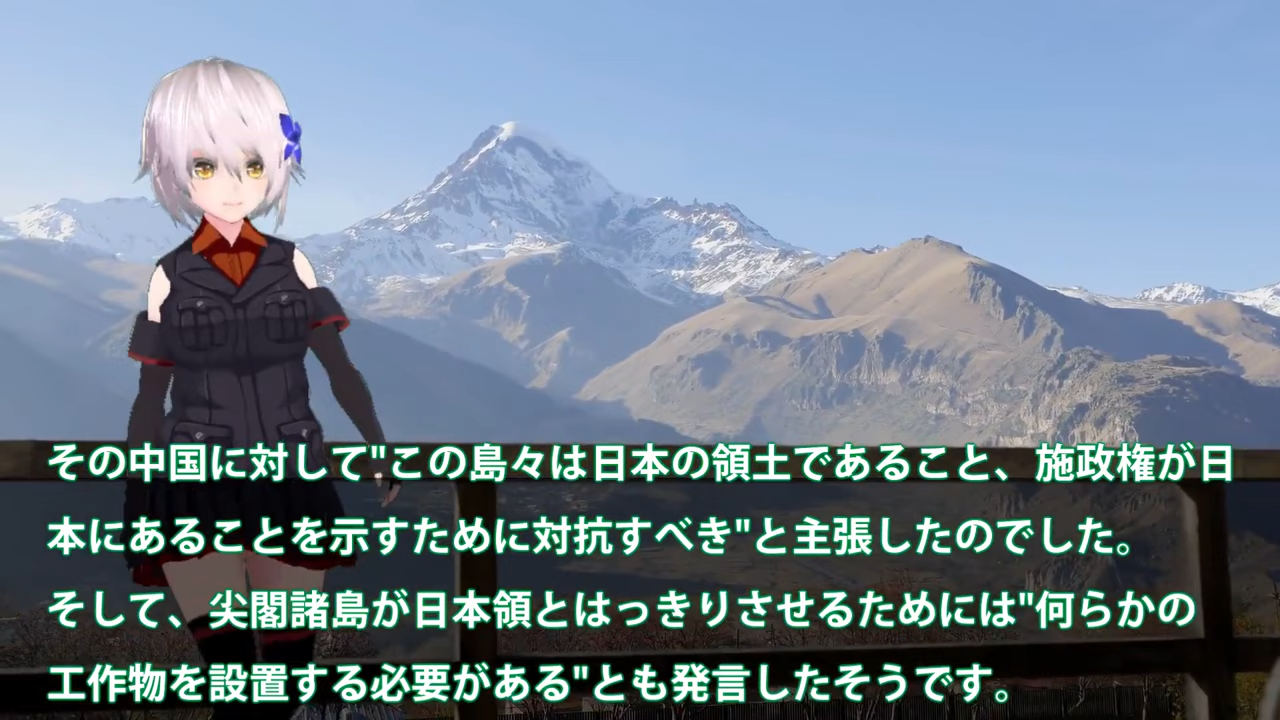 その中国に対して"この島々は日本の領土であること、施政権が日
本にあることを示すために対抗すべき"と主張したのでした。
そして、尖閣諸島が日本領とはっきりさせるためには"何らかの
工作物を設置する必要がある"とも発言したそうです。